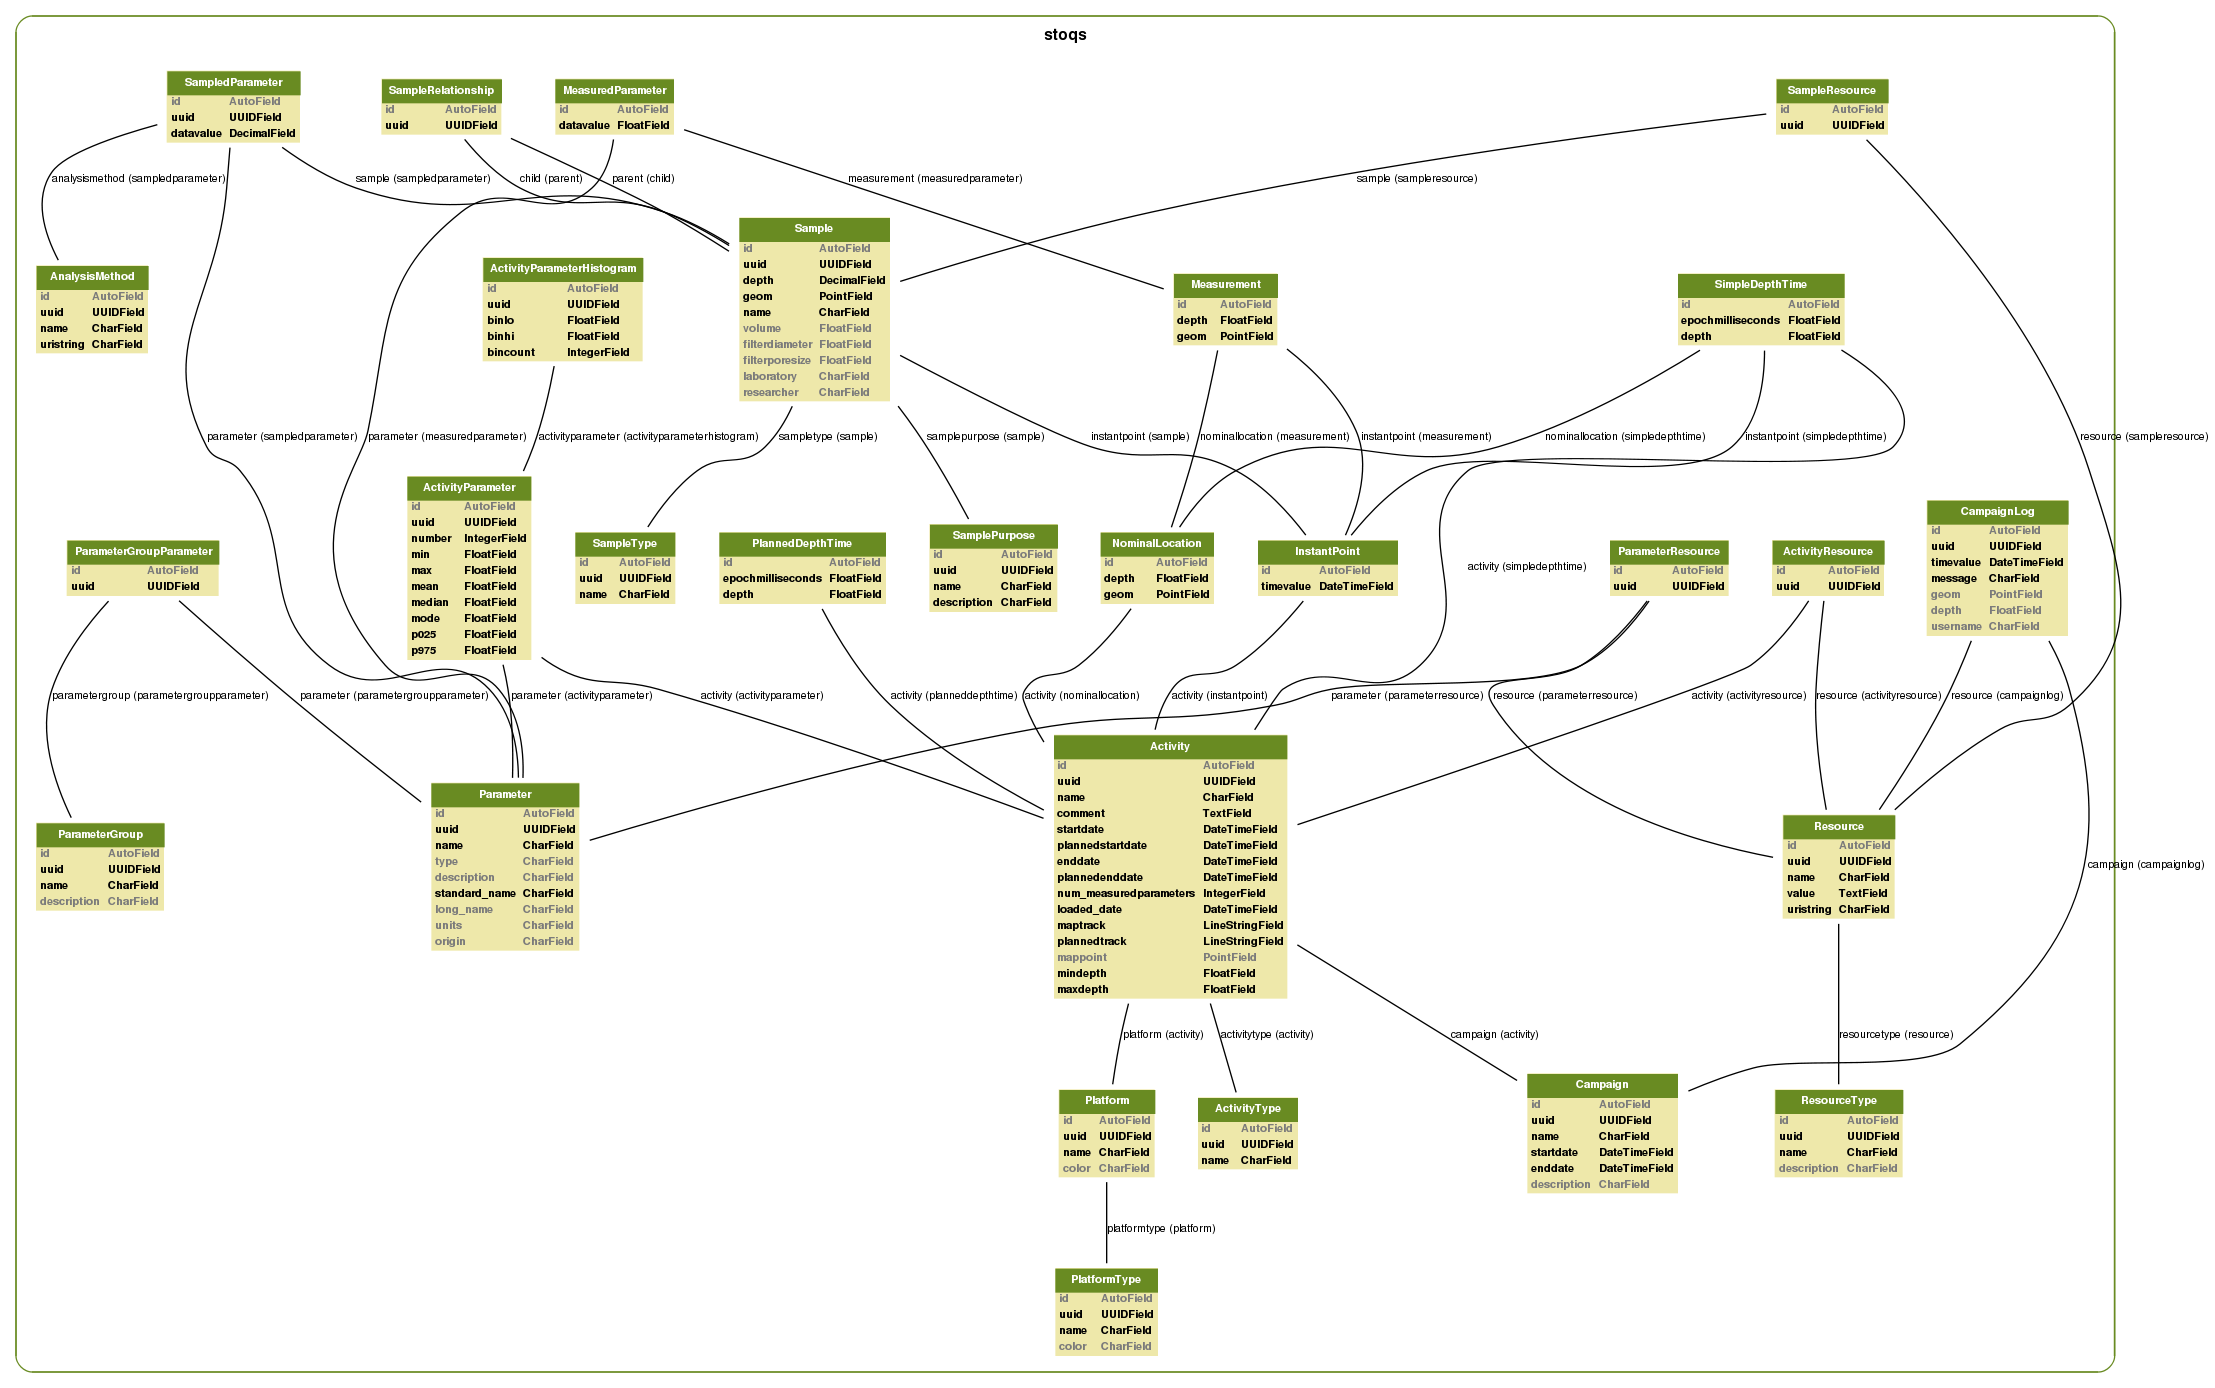 stoqs
SampledParameter
id AutoField
uuid UUIDField
datavalue DecimalField
SampleRelationship
id AutoField
uuid UUIDField
MeasuredParameter
id AutoField
datavalue FloatField
SampleResource
id AutoField
uuid UUIDField
analysismethod (sampledparameter)
sample (sampledparameter)
child (parent)
parent (child)
measurement (measuredparameter)
sample (sampleresource)
AnalysisMethod
id AutoField
uuid UUIDField
name CharField
uristring CharField
ActivityParameterHistogram
id AutoField
uuid UUIDField
binlo FloatField
binhi FloatField
bincount IntegerField
Sample
id AutoField
uuid UUIDField
depth DecimalField
geom PointField
name CharField
volume FloatField
filterdiameter FloatField
filterporesize FloatField
laboratory CharField
researcher CharField
Measurement
id AutoField
depth FloatField
geom PointField
SimpleDepthTime
id AutoField
epochmilliseconds FloatField
depth FloatField
parameter (sampledparameter)
parameter (measuredparameter)
activityparameter (activityparameterhistogram)
sampletype (sample)
samplepurpose (sample)
instantpoint (sample)
nominallocation (measurement)
instantpoint (measurement)
nominallocation (simpledepthtime)
instantpoint (simpledepthtime)
resource (sampleresource)
ParameterGroupParameter
id AutoField
uuid UUIDField
ActivityParameter
id AutoField
uuid UUIDField
number IntegerField
min FloatField
max FloatField
mean FloatField
median FloatField
mode FloatField
p025 FloatField
p975 FloatField
SampleType
id AutoField
uuid UUIDField
name CharField
PlannedDepthTime
id AutoField
epochmilliseconds FloatField
depth FloatField
SamplePurpose
id AutoField
uuid UUIDField
name CharField
description CharField
NominalLocation
id AutoField
depth FloatField
geom PointField
InstantPoint
id AutoField
timevalue DateTimeField
activity (simpledepthtime)
ParameterResource
id AutoField
uuid UUIDField
ActivityResource
id AutoField
uuid UUIDField
CampaignLog
id AutoField
uuid UUIDField
timevalue DateTimeField
message CharField
geom PointField
depth FloatField
username CharField
parametergroup (parametergroupparameter)
parameter (parametergroupparameter)
parameter (activityparameter)
activity (activityparameter)
activity (planneddepthtime)
activity (nominallocation)
activity (instantpoint)
parameter (parameterresource)
resource (parameterresource)
activity (activityresource)
resource (activityresource)
resource (campaignlog)
ParameterGroup
id AutoField
uuid UUIDField
name CharField
description CharField
Parameter
id AutoField
uuid UUIDField
name CharField
type CharField
description CharField
standard_name CharField
long_name CharField
units CharField
origin CharField
Activity
id AutoField
uuid UUIDField
name CharField
comment TextField
startdate DateTimeField
plannedstartdate DateTimeField
enddate DateTimeField
plannedenddate DateTimeField
num_measuredparameters IntegerField
loaded_date DateTimeField
maptrack LineStringField
plannedtrack LineStringField
mappoint PointField
mindepth FloatField
maxdepth FloatField
Resource
id AutoField
uuid UUIDField
name CharField
value TextField
uristring CharField
campaign (campaignlog)
platform (activity)
activitytype (activity)
campaign (activity)
resourcetype (resource)
Platform
id AutoField
uuid UUIDField
name CharField
color CharField
ActivityType
id AutoField
uuid UUIDField
name CharField
Campaign
id AutoField
uuid UUIDField
name CharField
startdate DateTimeField
enddate DateTimeField
description CharField
ResourceType
id AutoField
uuid UUIDField
name CharField
description CharField
platformtype (platform)
PlatformType
id AutoField
uuid UUIDField
name CharField
color CharField